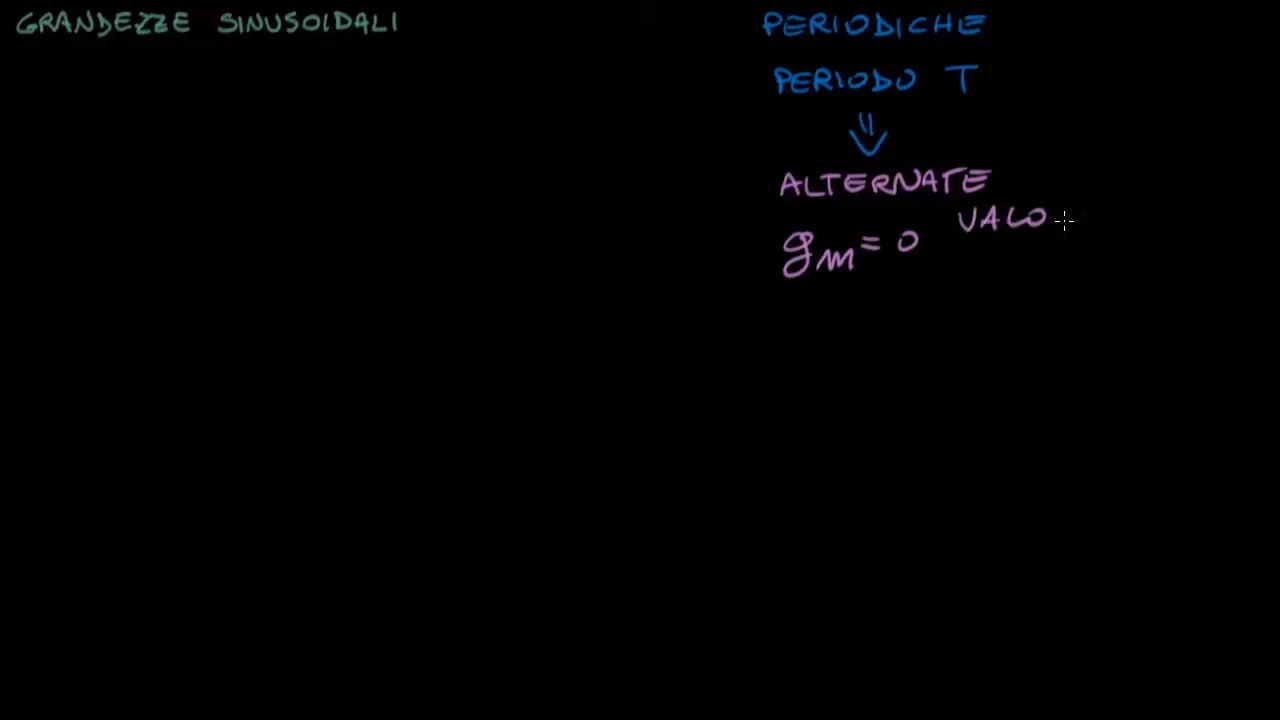 GRANDEZZE SINUSOIDALI
PERIODICHE
PERIODO T
⇓
ALTERNATE
gm = 0 VALO